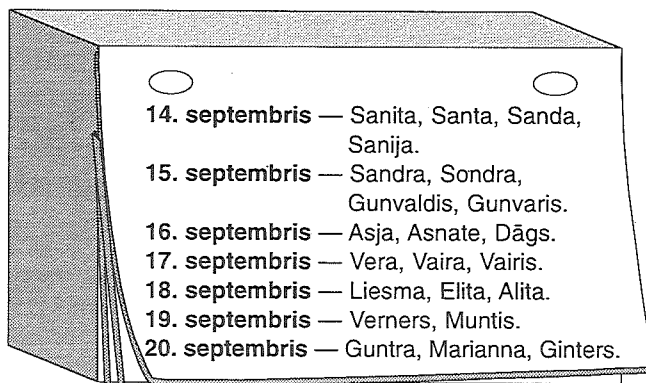 14. septembris — Sanita, Santa, Sanda,
Sanija.
15. septembris — Sandra, Sondra,
Gunvaldis, Gunvaris.
16. septembris — Asja, Asnate, Dāgs.
17. septembris — Vera, Vaira, Vairis.
18. septembris — Liesma, Elita, Alita.
19. septembris — Verners, Muntis.
20. septembris — Guntra, Marianna, Ginters.